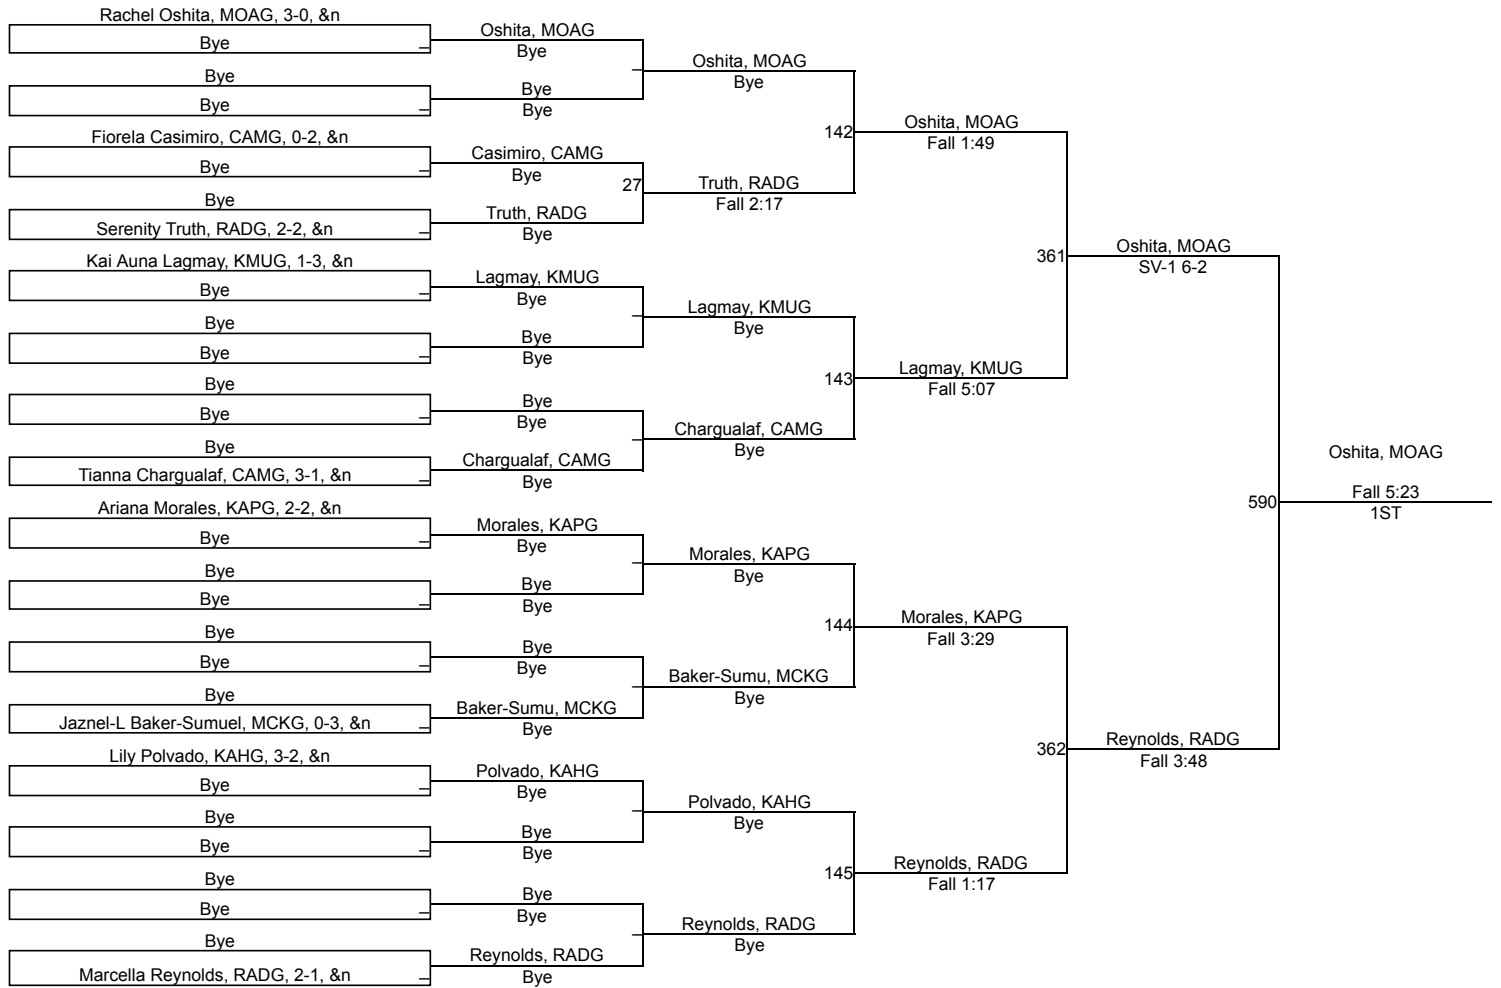 Rachel Oshita, MOAG, 3-0, &n
Bye
Bye
Bye
Fiorela Casimiro, CAMG, 0-2, &n
Bye
Bye
Serenity Truth, RADG, 2-2, &n
Kai Auna Lagmay, KMUG, 1-3, &n
Bye
Bye
Bye
Bye
Bye
Bye
Tianna Chargualaf, CAMG, 3-1, &n
Ariana Morales, KAPG, 2-2, &n
Bye
Bye
Bye
Bye
Bye
Bye
Jaznel-L Baker-Sumuel, MCKG, 0-3, &n
Lily Polvado, KAHG, 3-2, &n
Bye
Bye
Bye
Bye
Bye
Bye
Marcella Reynolds, RADG, 2-1, &n
Oshita, MOAG
Bye
Bye
Bye
Casimiro, CAMG
Bye
27
Truth, RADG
Bye
Lagmay, KMUG
Bye
Bye
Bye
Bye
Bye
Chargualaf, CAMG
Bye
Morales, KAPG
Bye
Bye
Bye
Bye
Bye
Baker-Sumu, MCKG
Bye
Polvado, KAHG
Bye
Bye
Bye
Bye
Bye
Reynolds, RADG
Bye
Oshita, MOAG
Bye
142
Truth, RADG
Fall 2:17
Lagmay, KMUG
Bye
143
Chargualaf, CAMG
Bye
Morales, KAPG
Bye
144
Baker-Sumu, MCKG
Bye
Polvado, KAHG
Bye
145
Reynolds, RADG
Bye
Oshita, MOAG
Fall 1:49
361
Lagmay, KMUG
Fall 5:07
Morales, KAPG
Fall 3:29
362
Reynolds, RADG
Fall 1:17
Oshita, MOAG
SV-1 6-2
590
Reynolds, RADG
Fall 3:48
Oshita, MOAG
Fall 5:23
1ST